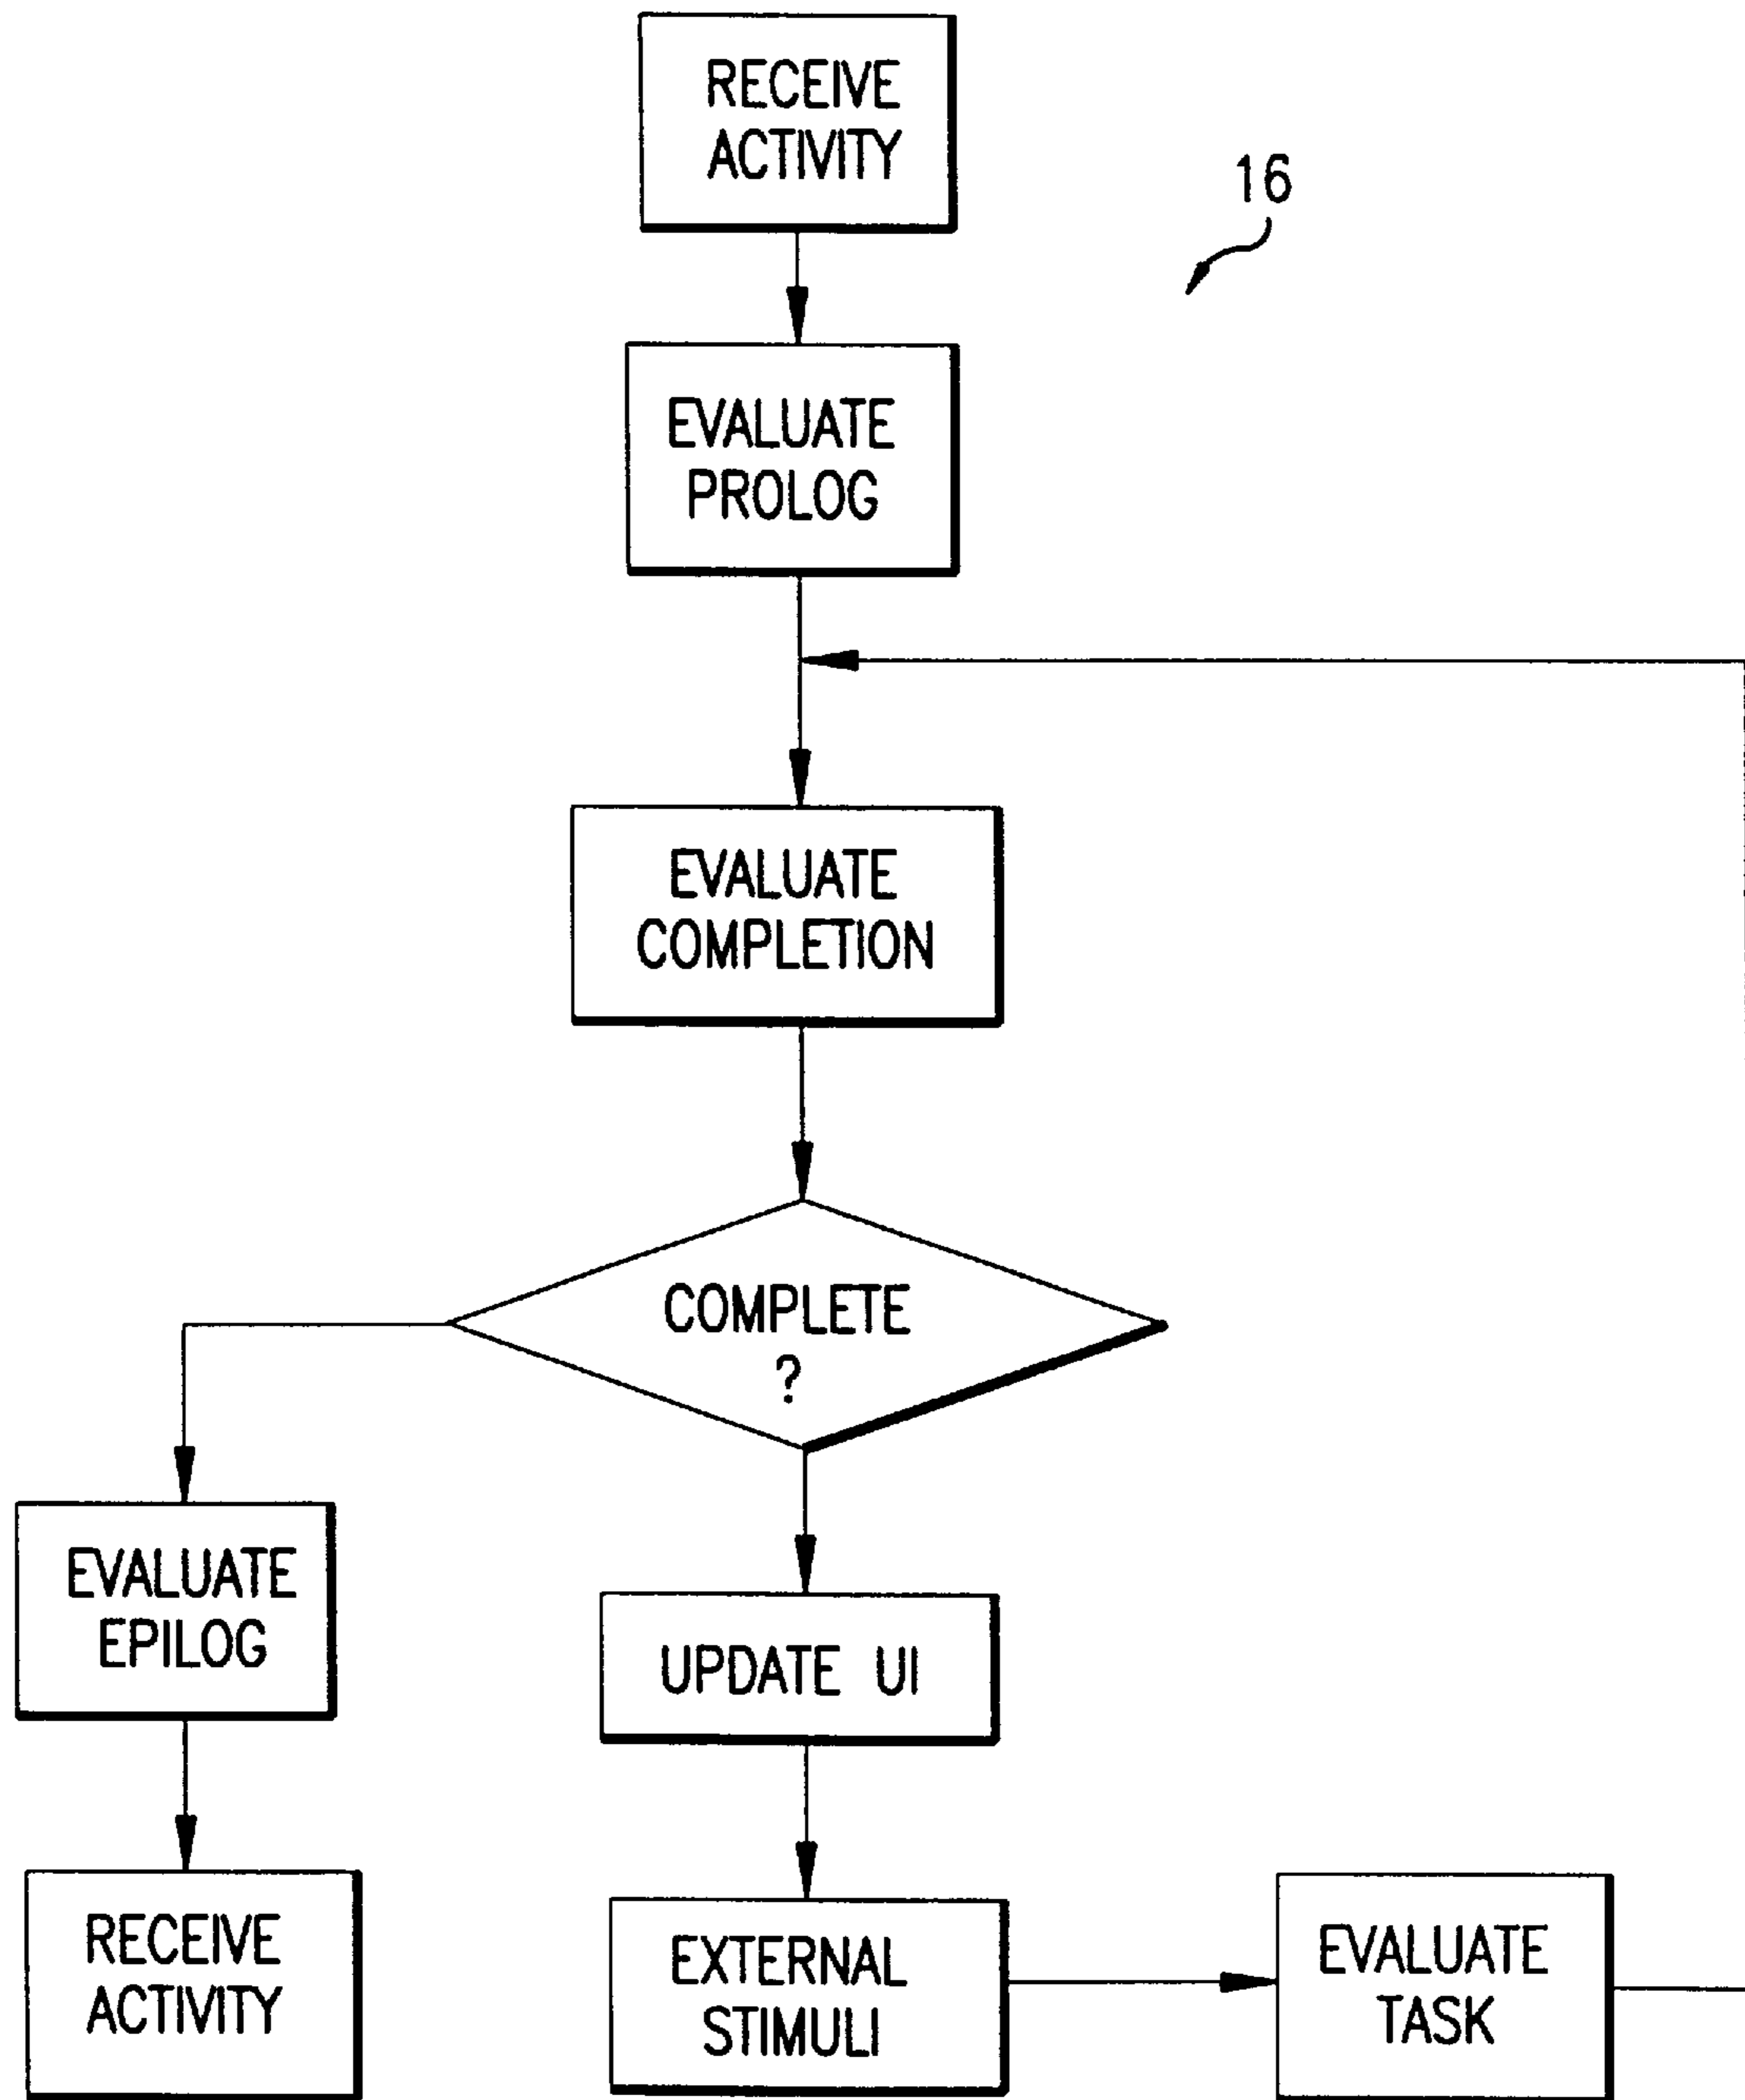 RECEIVE
ACTIVITY
16
EVALUATE
PROLOG
EVALUATE
COMPLETION
COMPLETE
?
EVALUATE
EPILOG
UPDATE UI
RECEIVE
ACTIVITY
EXTERNAL
STIMULI
EVALUATE
TASK